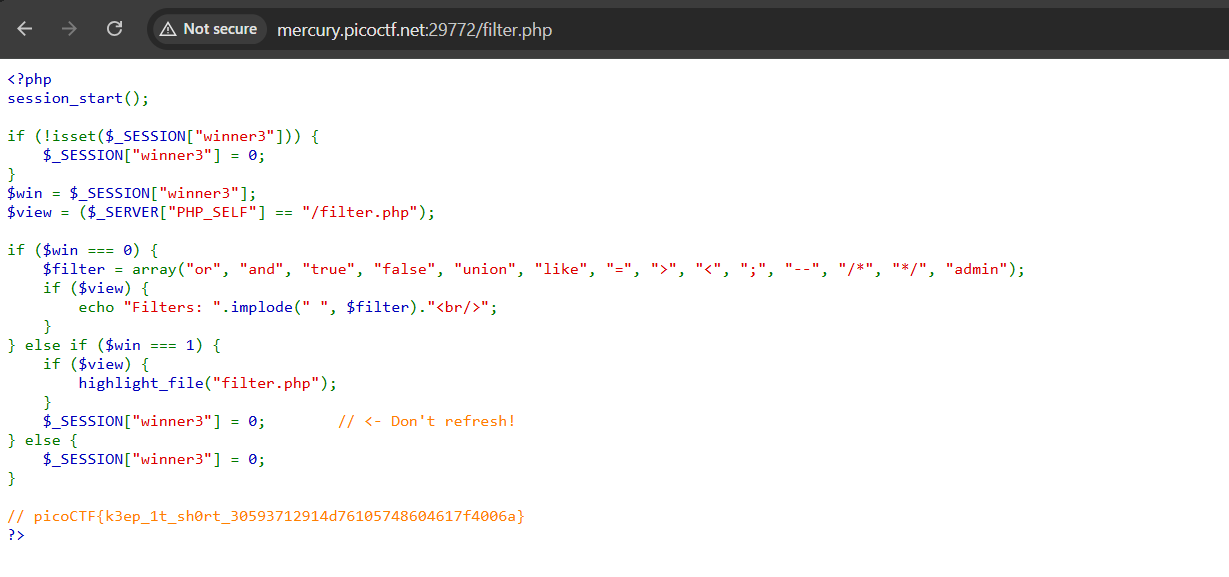 Not secure mercury.picoctf.net:29772/filter.php
<?php
session_start();
if (!isset($_SESSION["winner3"])) {
    $_SESSION["winner3"] = 0;
}
$win = $_SESSION["winner3"];
$view = ($_SERVER["PHP_SELF"] == "/filter.php");
if ($win === 0) {
    $filter = array("or", "and", "true", "false", "union", "like", "=", ">", "<", ";", "--", "/*", "*/", "admin");
    if ($view) {
        echo "Filters: ".implode(" ", $filter)."<br/>";
    }
} else if ($win === 1) {
    if ($view) {
        highlight_file("filter.php");
    }
    $_SESSION["winner3"] = 0;        // <- Don't refresh!
} else {
    $_SESSION["winner3"] = 0;
}
// picoCTF{k3ep_1t_sh0rt_30593712914d76105748604617f4006a}
?>